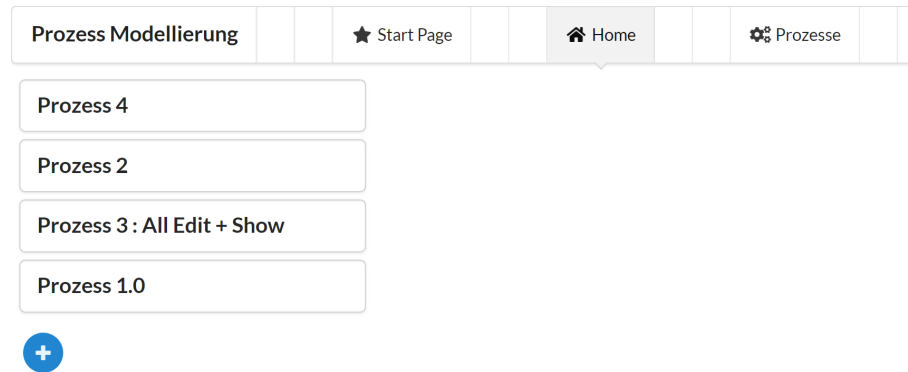 Prozess Modellierung
Start Page
Home
Prozesse
Prozess 4
Prozess 2
Prozess 3 : All Edit + Show
Prozess 1.0